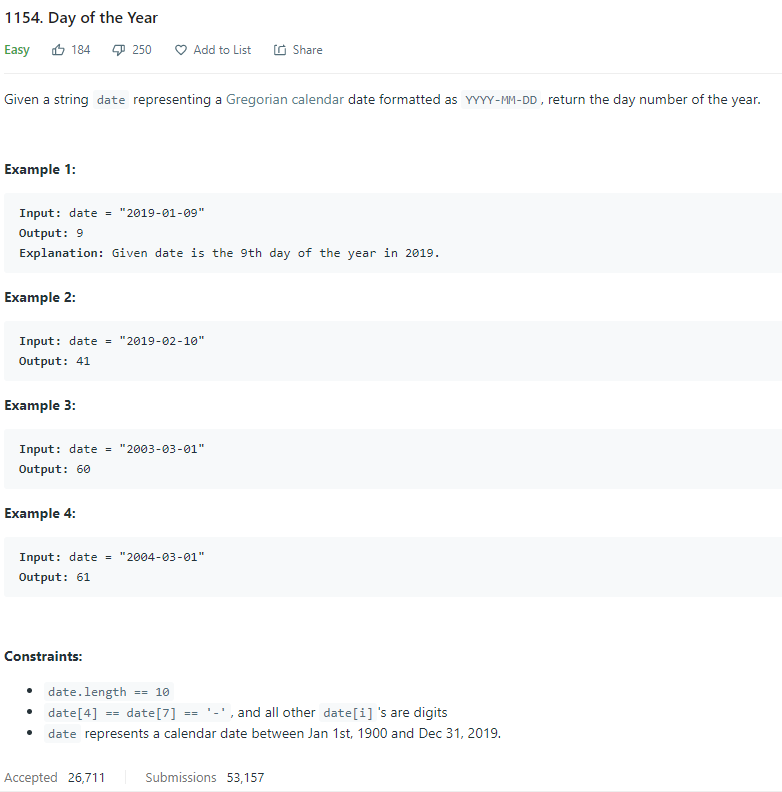 1154. Day of the Year
Easy 184 250 Add to List Share
Given a string date representing a Gregorian calendar date formatted as YYYY-MM-DD, return the day number of the year.
Example 1:
Input: date = "2019-01-09"
Output: 9
Explanation: Given date is the 9th day of the year in 2019.
Example 2:
Input: date = "2019-02-10"
Output: 41
Example 3:
Input: date = "2003-03-01"
Output: 60
Example 4:
Input: date = "2004-03-01"
Output: 61
Constraints:
• date.length == 10
• date[4] == date[7] == '-', and all other date[i] 's are digits
• date represents a calendar date between Jan 1st, 1900 and Dec 31, 2019.
Accepted 26,711 Submissions 53,157